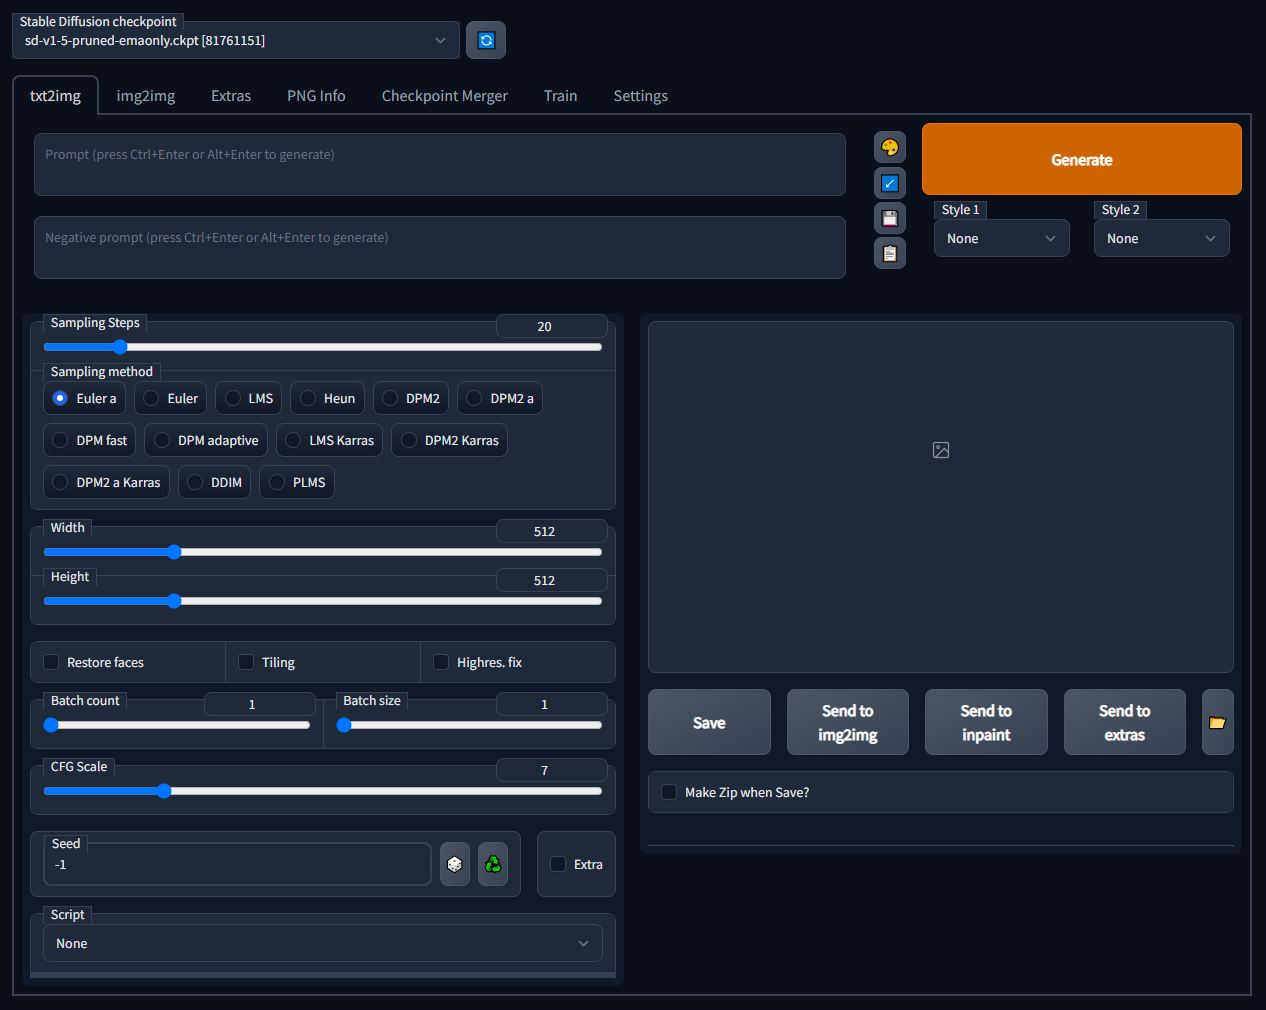 Stable Diffusion checkpoint
sd-v1-5-pruned-emaonly.ckpt [81761151]
txt2img img2img Extras PNG Info Checkpoint Merger Train Settings
Prompt (press Ctrl+Enter or Alt+Enter to generate)
Negative prompt (press Ctrl+Enter or Alt+Enter to generate)
Generate
Style 1 Style 2
None None
Sampling Steps 20
Sampling method
Euler a Euler LMS Heun DPM2 DPM2 a
DPM fast DPM adaptive LMS Karras DPM2 Karras
DPM2 a Karras DDIM PLMS
Width 512
Height 512
Restore faces Tiling Highres. fix
Batch count 1 Batch size 1
CFG Scale 7
Seed
-1
Extra
Script
None
Save Send to img2img Send to inpaint Send to extras
Make Zip when Save?